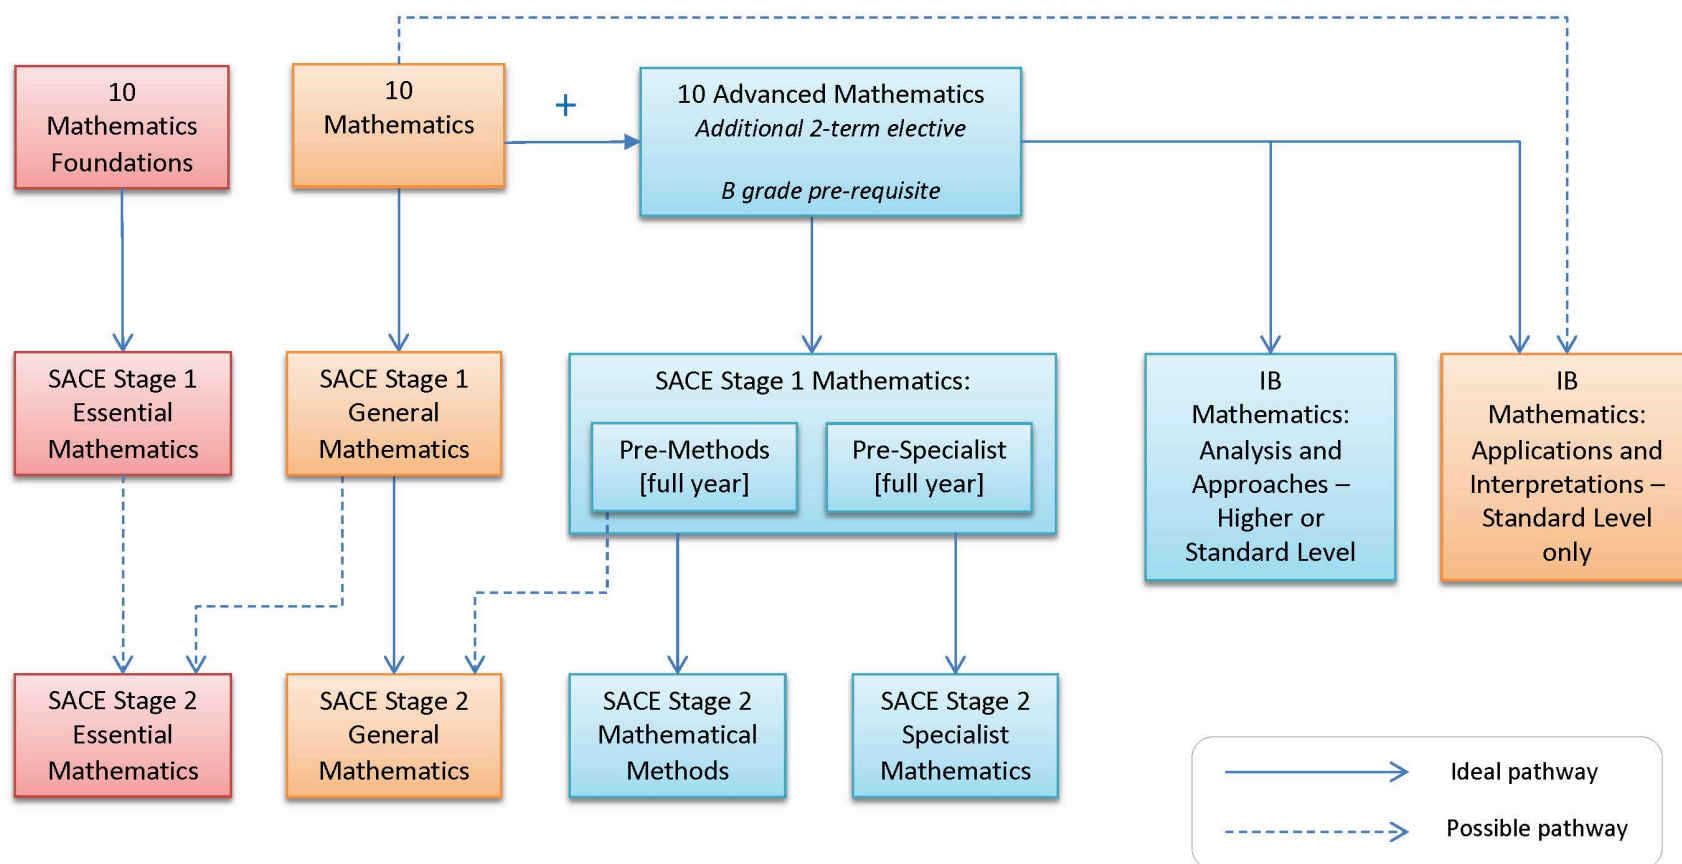 10
Mathematics
Foundations
10
Mathematics
+
10 Advanced Mathematics
Additional 2-term elective
B grade pre-requisite
SACE Stage 1
Essential
Mathematics
SACE Stage 1
General
Mathematics
SACE Stage 1 Mathematics:
Pre-Methods
[full year]
Pre-Specialist
[full year]
IB
Mathematics:
Analysis and
Approaches –
Higher or
Standard Level
IB
Mathematics:
Applications and
Interpretations –
Standard Level
only
SACE Stage 2
Essential
Mathematics
SACE Stage 2
General
Mathematics
SACE Stage 2
Mathematical
Methods
SACE Stage 2
Specialist
Mathematics
Ideal pathway
Possible pathway